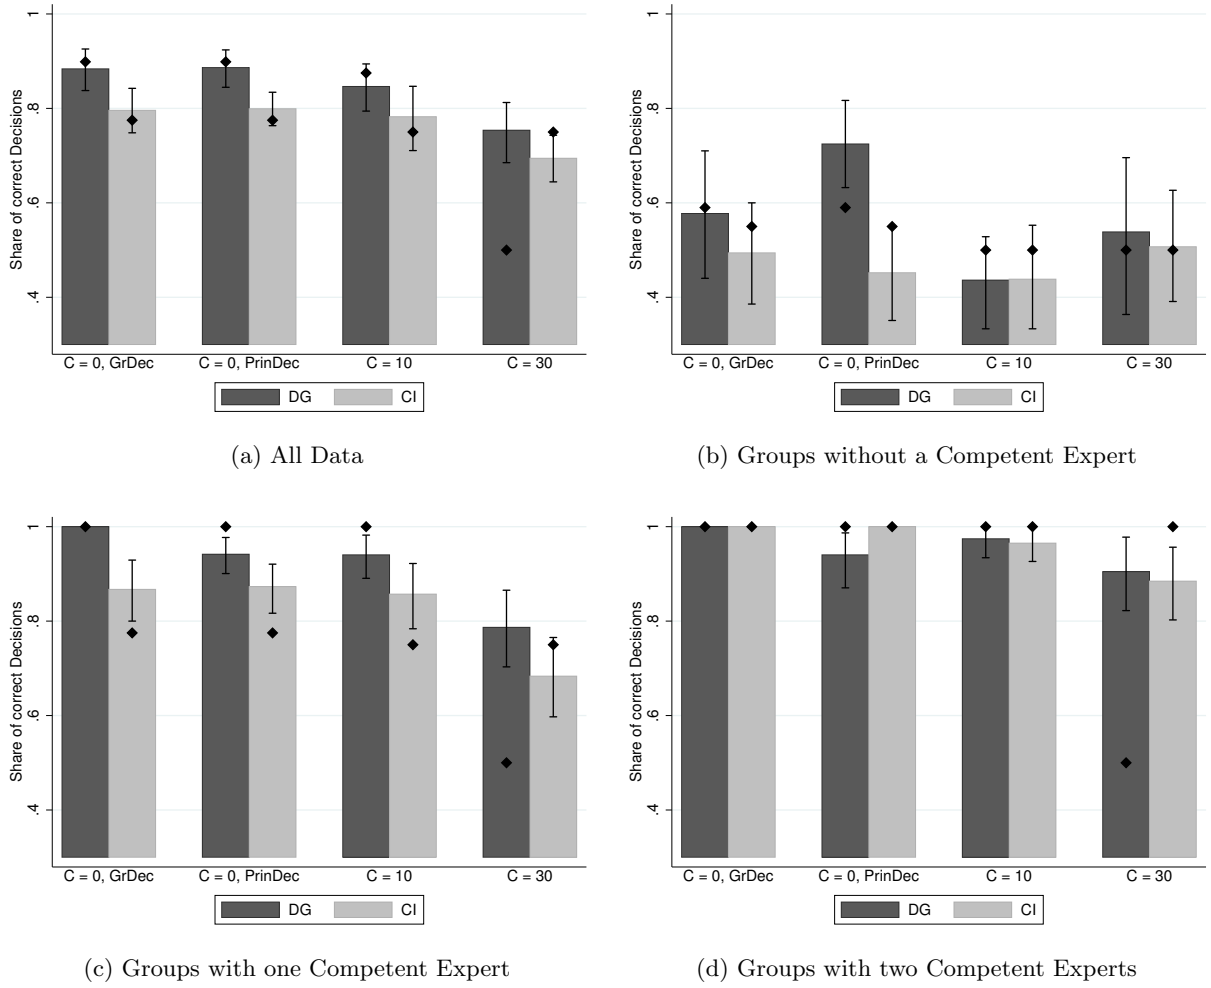 Share of correct Decisions
1
.8
.6
.4
C = 0, GrDec C = 0, PrinDec C = 10 C = 30
DG CI
(a) All Data
Share of correct Decisions
1
.8
.6
.4
C = 0, GrDec C = 0, PrinDec C = 10 C = 30
DG CI
(b) Groups without a Competent Expert
Share of correct Decisions
1
.8
.6
.4
C = 0, GrDec C = 0, PrinDec C = 10 C = 30
DG CI
(c) Groups with one Competent Expert
Share of correct Decisions
1
.8
.6
.4
C = 0, GrDec C = 0, PrinDec C = 10 C = 30
DG CI
(d) Groups with two Competent Experts